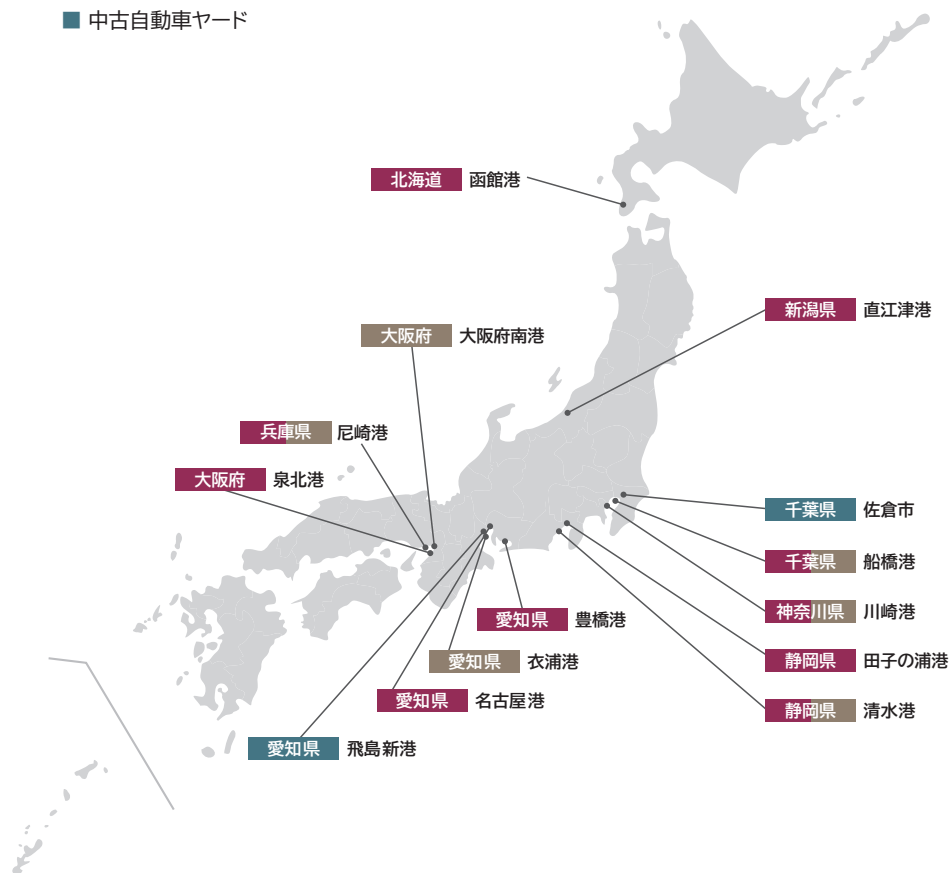 中古自動車ヤード
北海道 函館港
新潟県 直江津港
大阪府 大阪府南港
兵庫県 尼崎港
大阪府 泉北港
千葉県 佐倉市
千葉県 船橋港
神奈川県 川崎港
愛知県 豊橋港
愛知県 衣浦港
静岡県 田子の浦港
愛知県 名古屋港
静岡県 清水港
愛知県 飛島新港